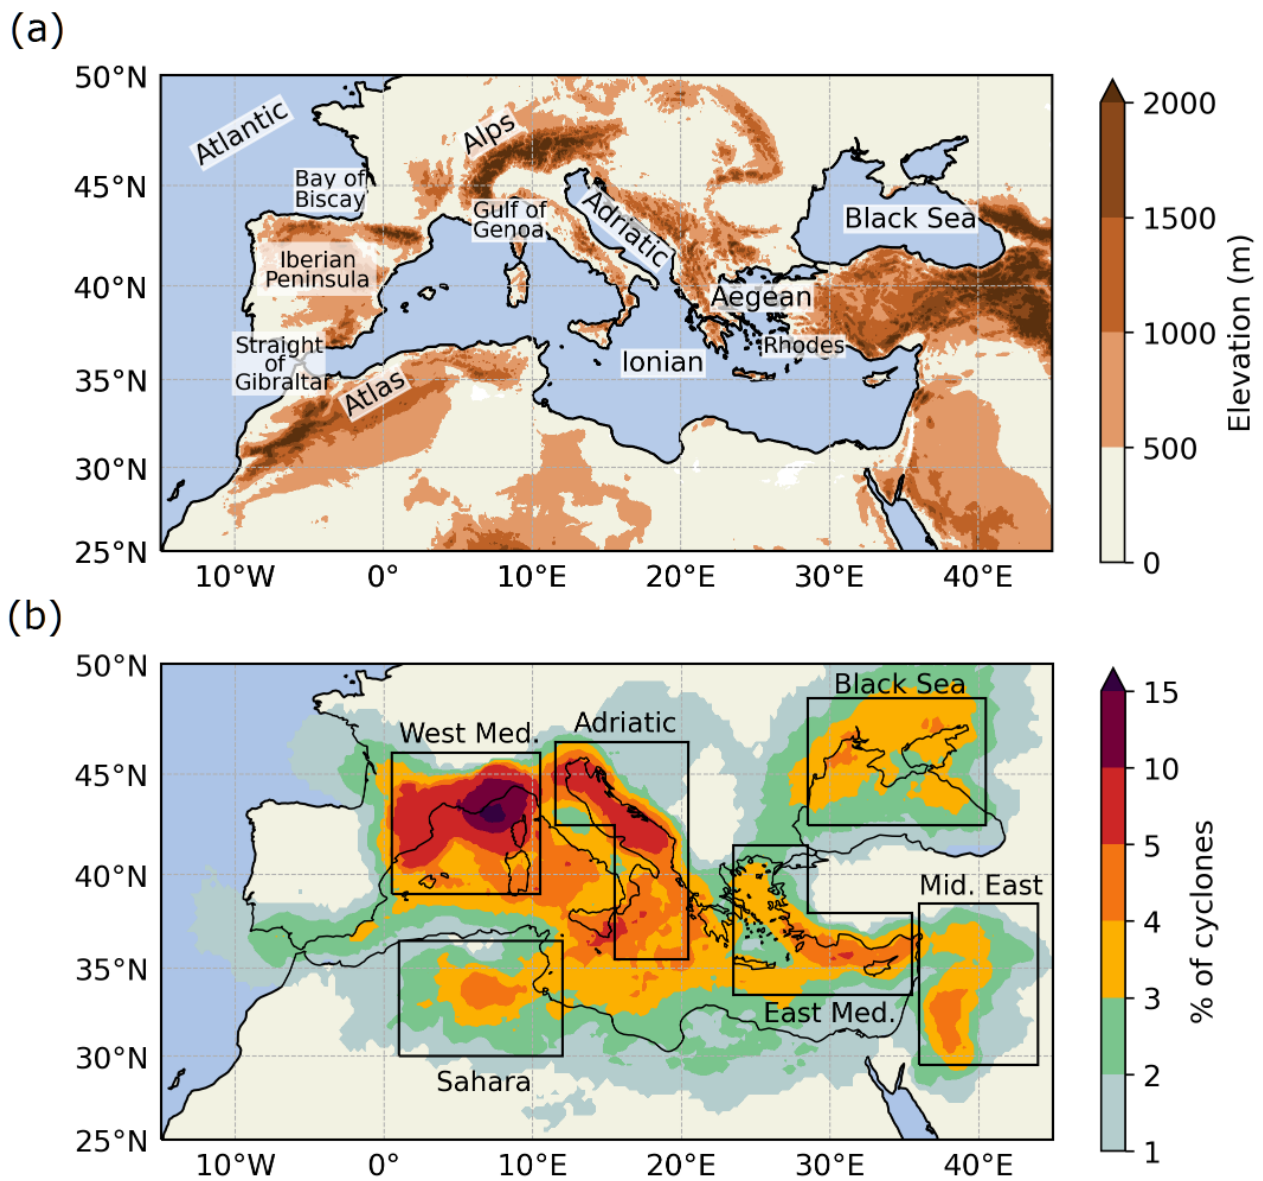 (a)
50°N
45°N
40°N
35°N
30°N
25°N
Atlantic
Alps
Bay of
Biscay
Gulf of
Genoa
Adriatic
Black Sea
Iberian
Peninsula
Aegean
Straight
of
Gibraltar
Rhodes
Ionian
Atlas
10°W
0°
10°E
20°E
30°E
40°E
2000
1500
1000
500
0
Elevation (m)
(b)
50°N
45°N
40°N
35°N
30°N
25°N
Black Sea
West Med.
Adriatic
Mid. East
East Med.
Sahara
10°W
0°
10°E
20°E
30°E
40°E
15
10
5
4
3
2
1
% of cyclones